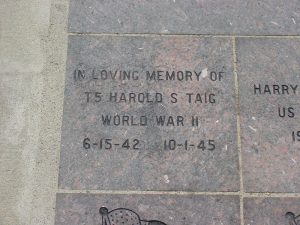 IN LOVING MEMORY OF
T5 HAROLD S TAIG
WORLD WAR II
6-15-42 10-1-45
HARRY
US